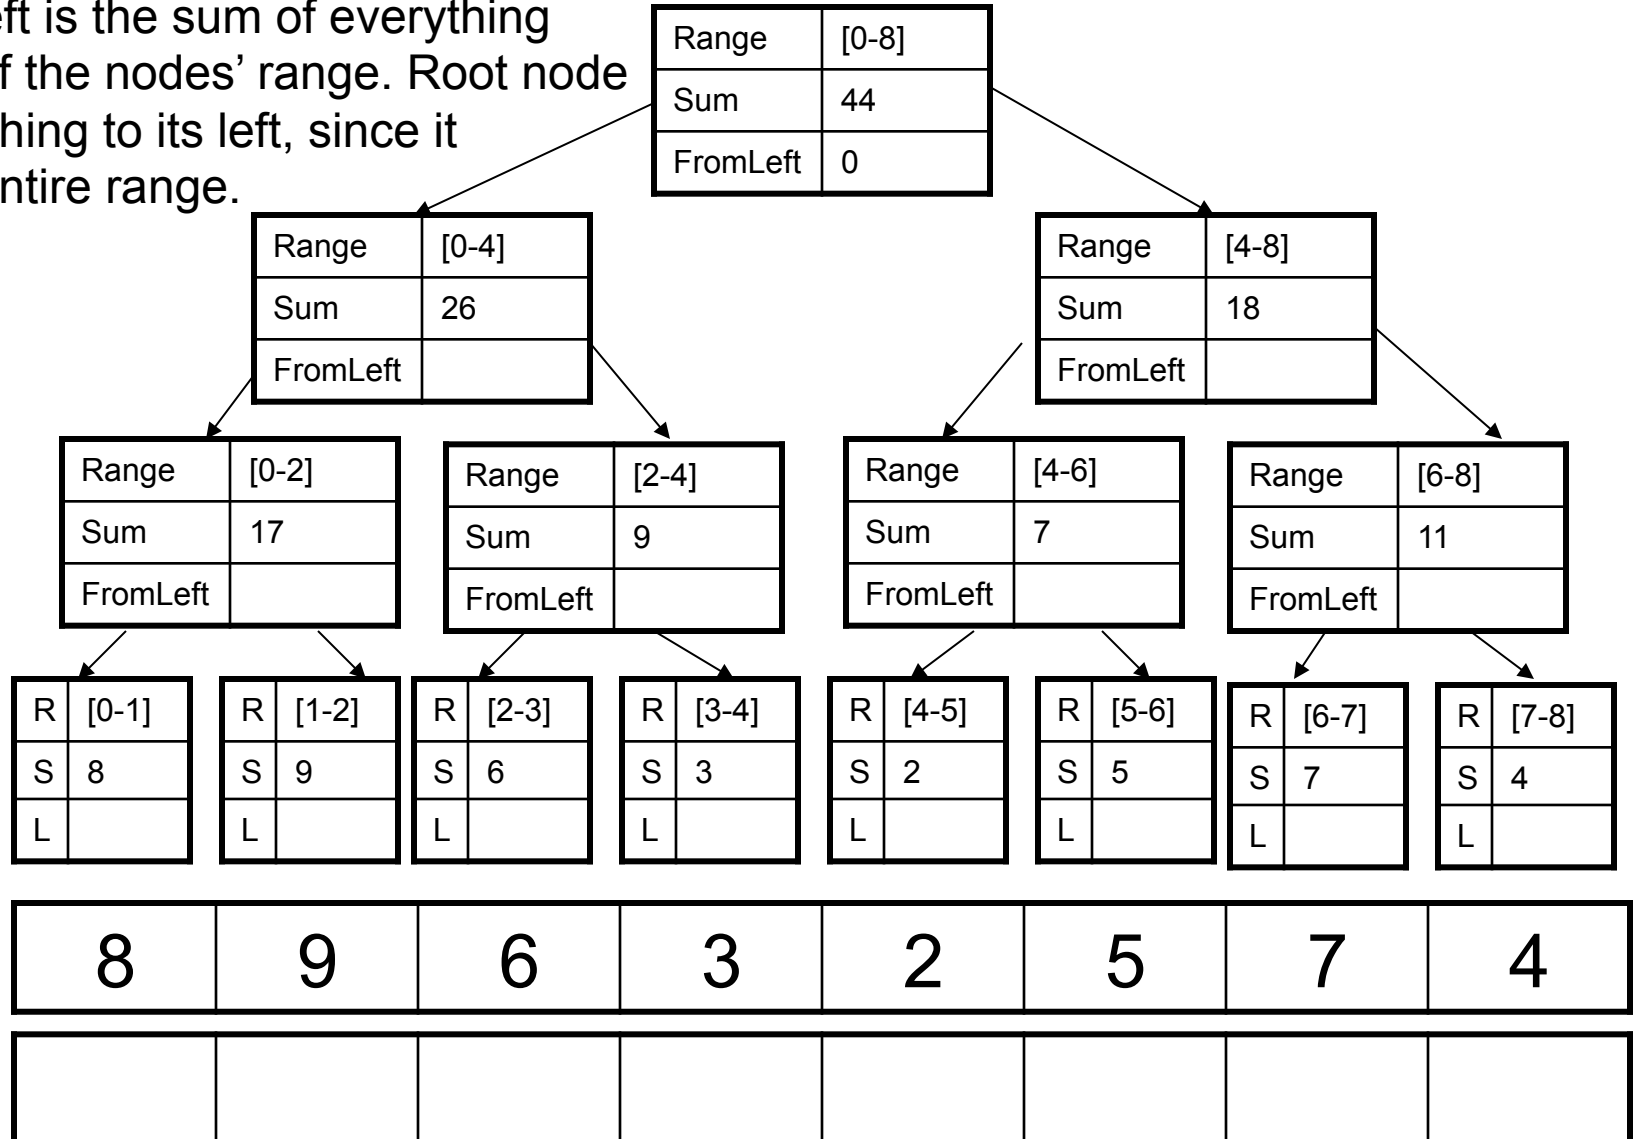 eft is the sum of everything
f the nodes’ range. Root node
hing to its left, since it
ntire range.
Range [0-8]
Sum 44
FromLeft 0
Range [0-4]
Sum 26
FromLeft
Range [4-8]
Sum 18
FromLeft
Range [0-2]
Sum 17
FromLeft
Range [2-4]
Sum 9
FromLeft
Range [4-6]
Sum 7
FromLeft
Range [6-8]
Sum 11
FromLeft
R [0-1]
S 8
L
R [1-2]
S 9
L
R [2-3]
S 6
L
R [3-4]
S 3
L
R [4-5]
S 2
L
R [5-6]
S 5
L
R [6-7]
S 7
L
R [7-8]
S 4
L
8 9 6 3 2 5 7 4